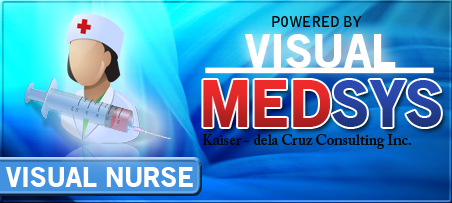 POWERED BY
VISUAL
MEDSYS
Kaiser- dela Cruz Consulting Inc.
VISUAL NURSE